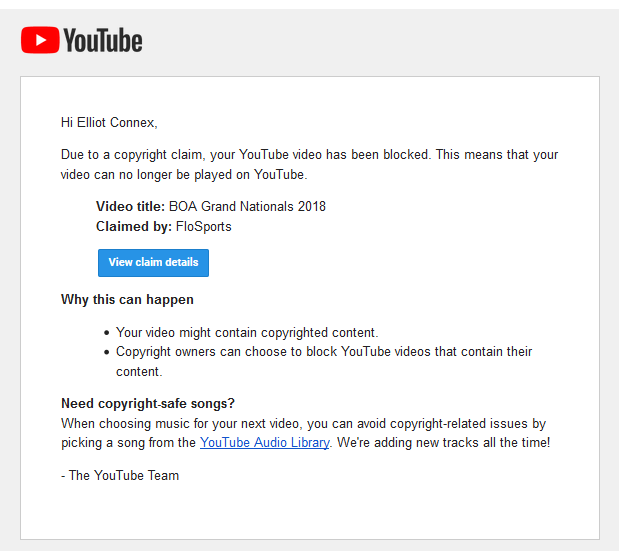 YouTube
Hi Elliot Connex,
Due to a copyright claim, your YouTube video has been blocked. This means that your
video can no longer be played on YouTube.
Video title: BOA Grand Nationals 2018
Claimed by: FloSports
View claim details
Why this can happen
• Your video might contain copyrighted content.
• Copyright owners can choose to block YouTube videos that contain their
content.
Need copyright-safe songs?
When choosing music for your next video, you can avoid copyright-related issues by
picking a song from the YouTube Audio Library. We're adding new tracks all the time!
- The YouTube Team